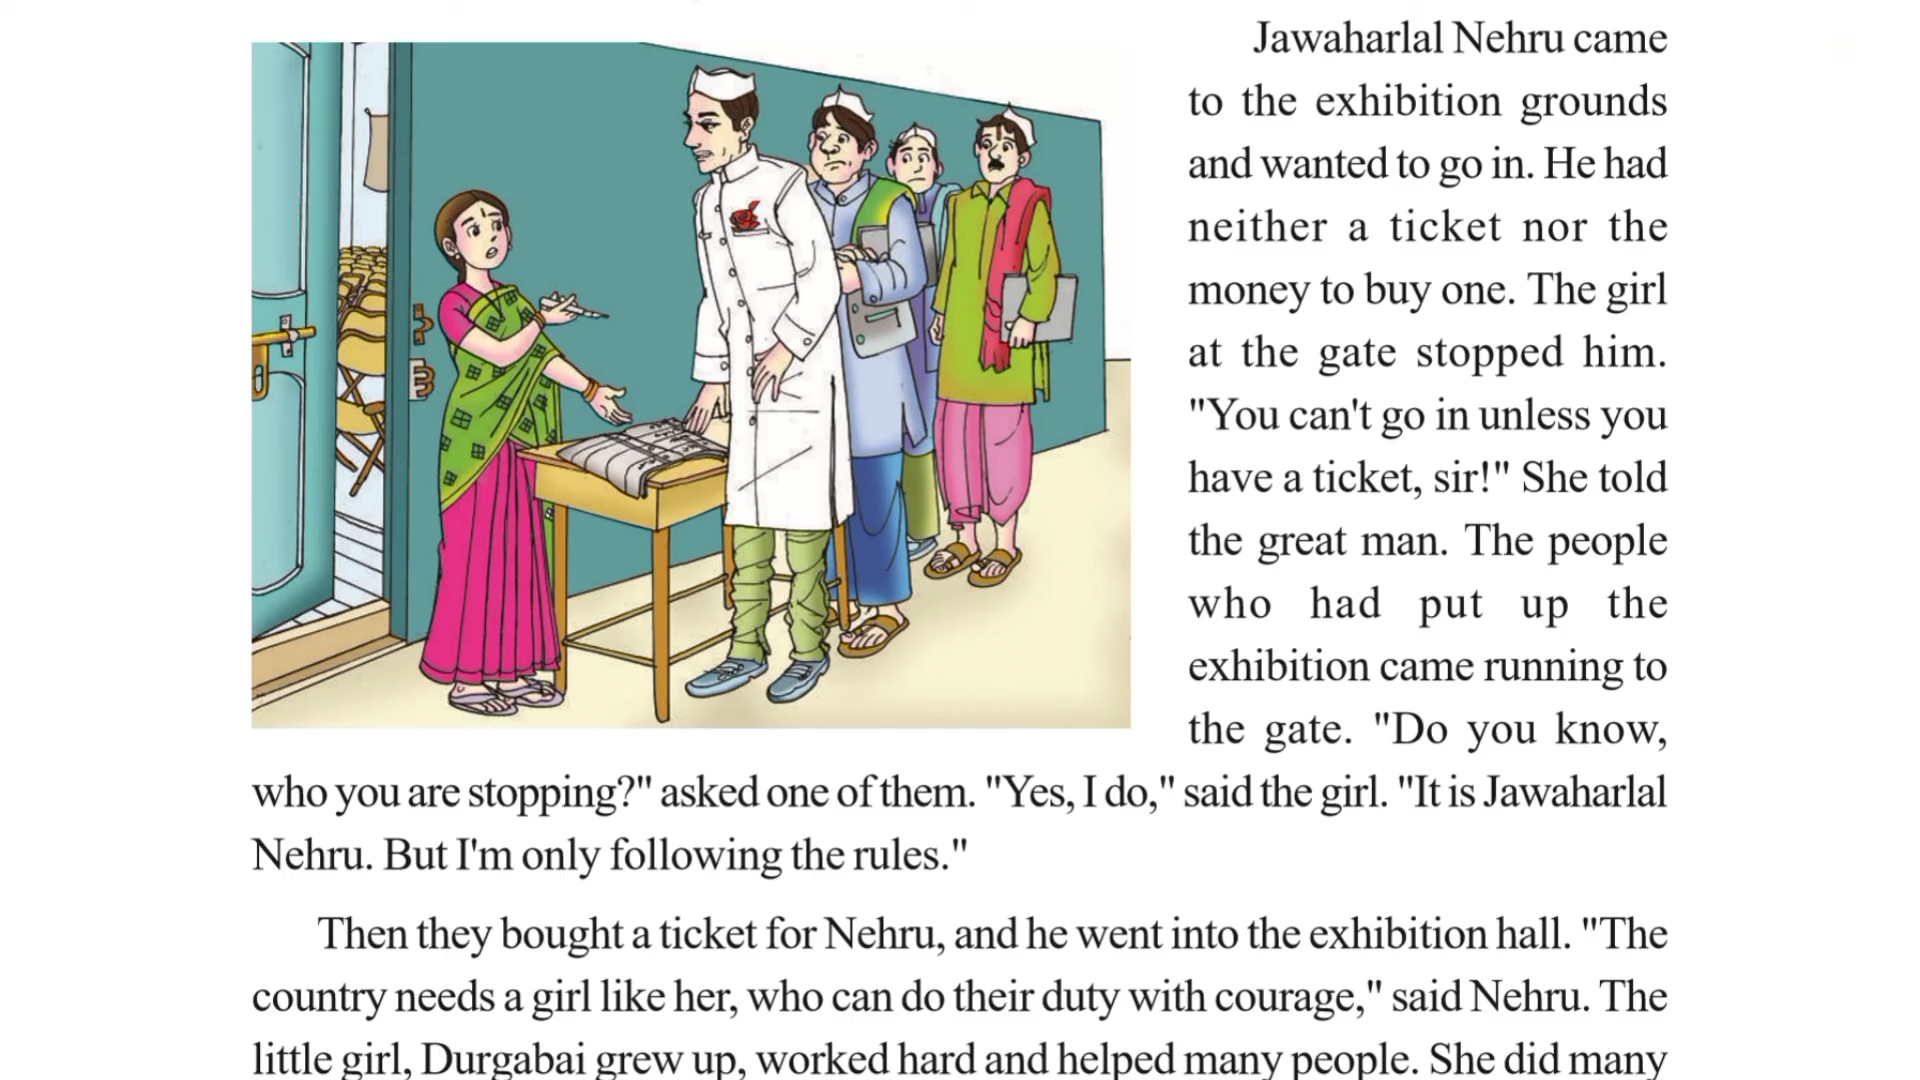 Jawaharlal Nehru came
to the exhibition grounds
and wanted to go in. He had
neither a ticket nor the
money to buy one. The girl
at the gate stopped him.
"You can't go in unless you
have a ticket, sir!" She told
the great man. The people
who had put up the
exhibition came running to
the gate. "Do you know,
who you are stopping?" asked one of them. "Yes, I do," said the girl. "It is Jawaharlal
Nehru. But I'm only following the rules."
Then they bought a ticket for Nehru, and he went into the exhibition hall. "The
country needs a girl like her, who can do their duty with courage," said Nehru. The
little girl, Durgabai grew up, worked hard and helped many people. She did many